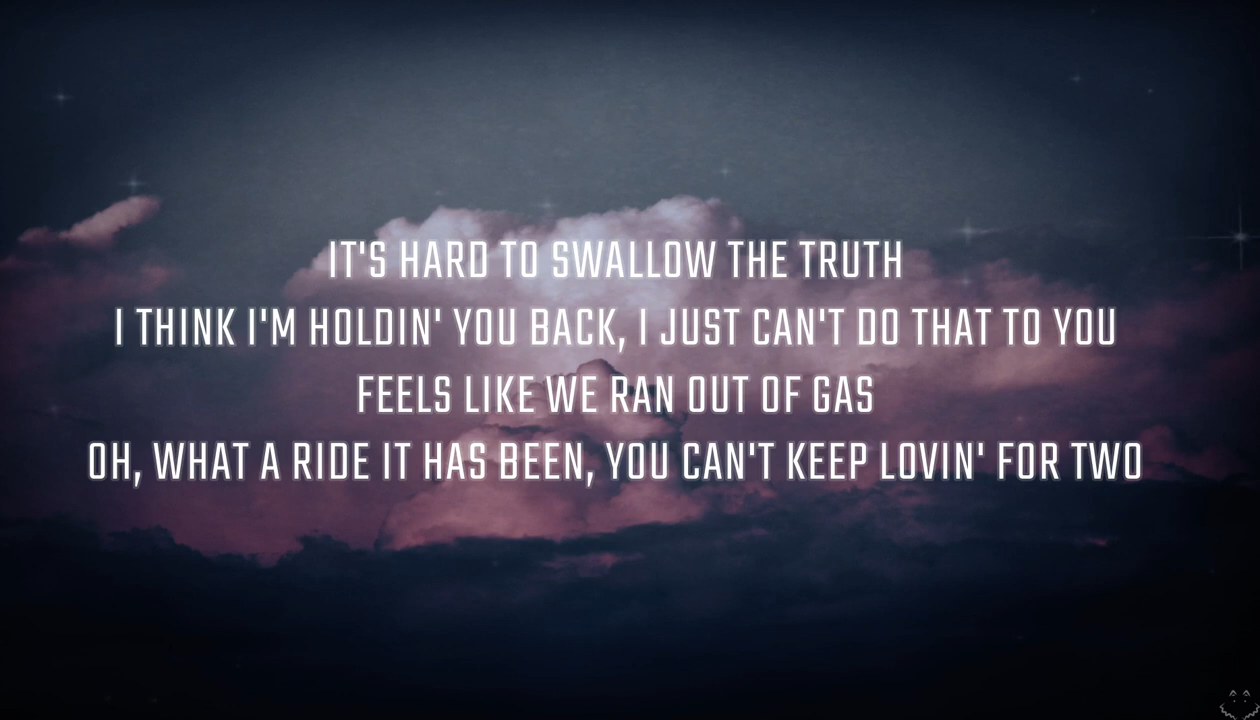 IT'S HARD TO SWALLOW THE TRUTH
I THINK I'M HOLDIN' YOU BACK, I JUST CAN'T DO THAT TO YOU
FEELS LIKE WE RAN OUT OF GAS
OH, WHAT A RIDE IT HAS BEEN, YOU CAN'T KEEP LOVIN' FOR TWO